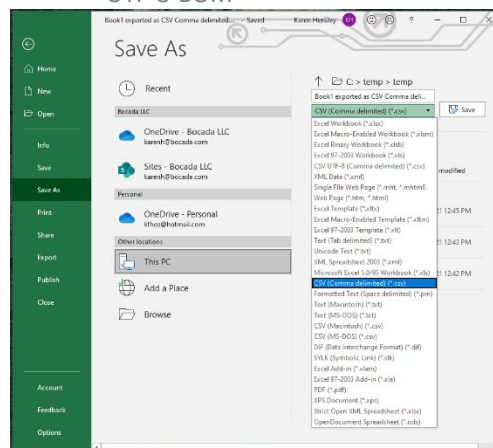 UTF-8 BOM
Book1 exported as CSV Comma delimited... - Saved
Karen Hensley
KH
?
Save As
Home
New
Open
Info
Save
Save As
Print
Share
Export
Publish
Close
Account
Feedback
Options
Recent
Bocada LLC
OneDrive - Bocada LLC
karenh@bocada.com
Sites - Bocada LLC
karenh@bocada.com
Personal
OneDrive - Personal
kfhoz@hotmail.com
Other locations
This PC
Add a Place
Browse
C: > temp > temp
Book1 exported as CSV Comma deli...
CSV (Comma delimited) (*.csv)
Save
Excel Workbook (*.xlsx)
Excel Macro-Enabled Workbook (*.xlsm)
Excel Binary Workbook (*.xlsb)
Excel 97-2003 Workbook (*.xls)
CSV UTF-8 (Comma delimited) (*.csv)
XML Data (*.xml)
Single File Web Page (*.mht, *.mhtml)
Web Page (*.htm, *.html)
Excel Template (*.xltx)
Excel Macro-Enabled Template (*.xltm)
Excel 97-2003 Template (*.xlt)
Text (Tab delimited) (*.txt)
Unicode Text (*.txt)
XML Spreadsheet 2003 (*.xml)
Microsoft Excel 5.0/95 Workbook (*.xls)
CSV (Comma delimited) (*.csv)
Formatted Text (Space delimited) (*.prn)
Text (Macintosh) (*.txt)
Text (MS-DOS) (*.txt)
CSV (Macintosh) (*.csv)
CSV (MS-DOS) (*.csv)
DIF (Data Interchange Format) (*.dif)
SYLK (Symbolic Link) (*.slk)
Excel Add-in (*.xlam)
Excel 97-2003 Add-in (*.xla)
PDF (*.pdf)
XPS Document (*.xps)
Strict Open XML Spreadsheet (*.xlsx)
OpenDocument Spreadsheet (*.ods)
modified
21 12:45 PM
21 12:43 PM
21 12:42 PM